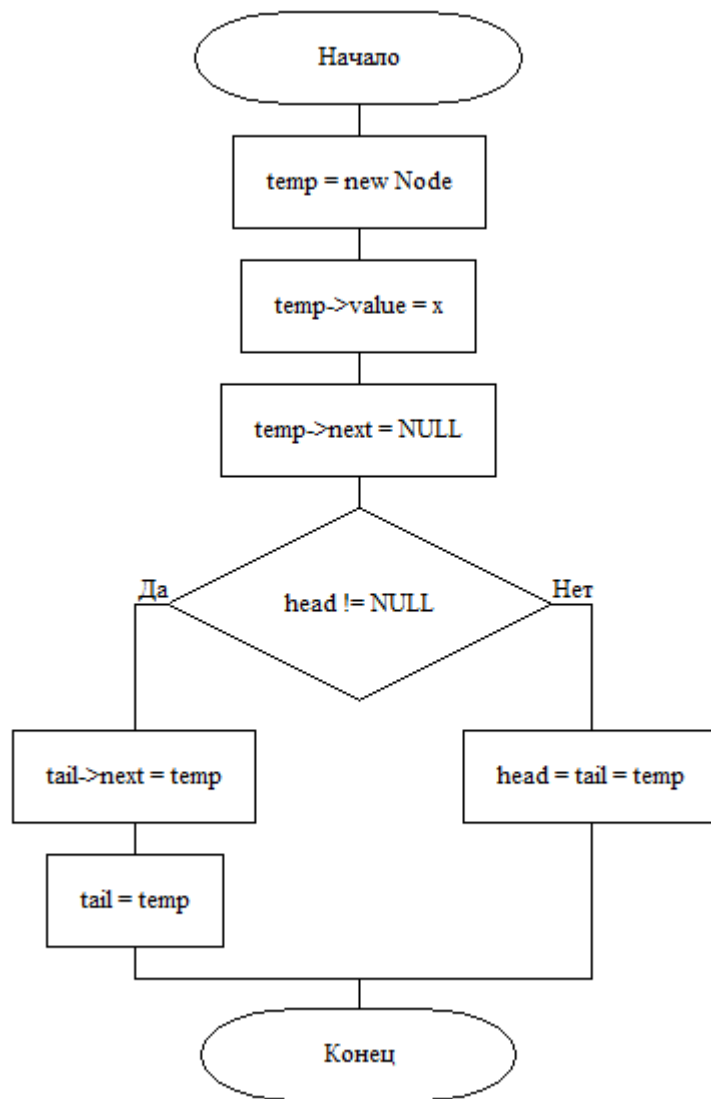 Начало
temp = new Node
temp->value = x
temp->next = NULL
head != NULL
Да
Нет
tail->next = temp
head = tail = temp
tail = temp
Конец